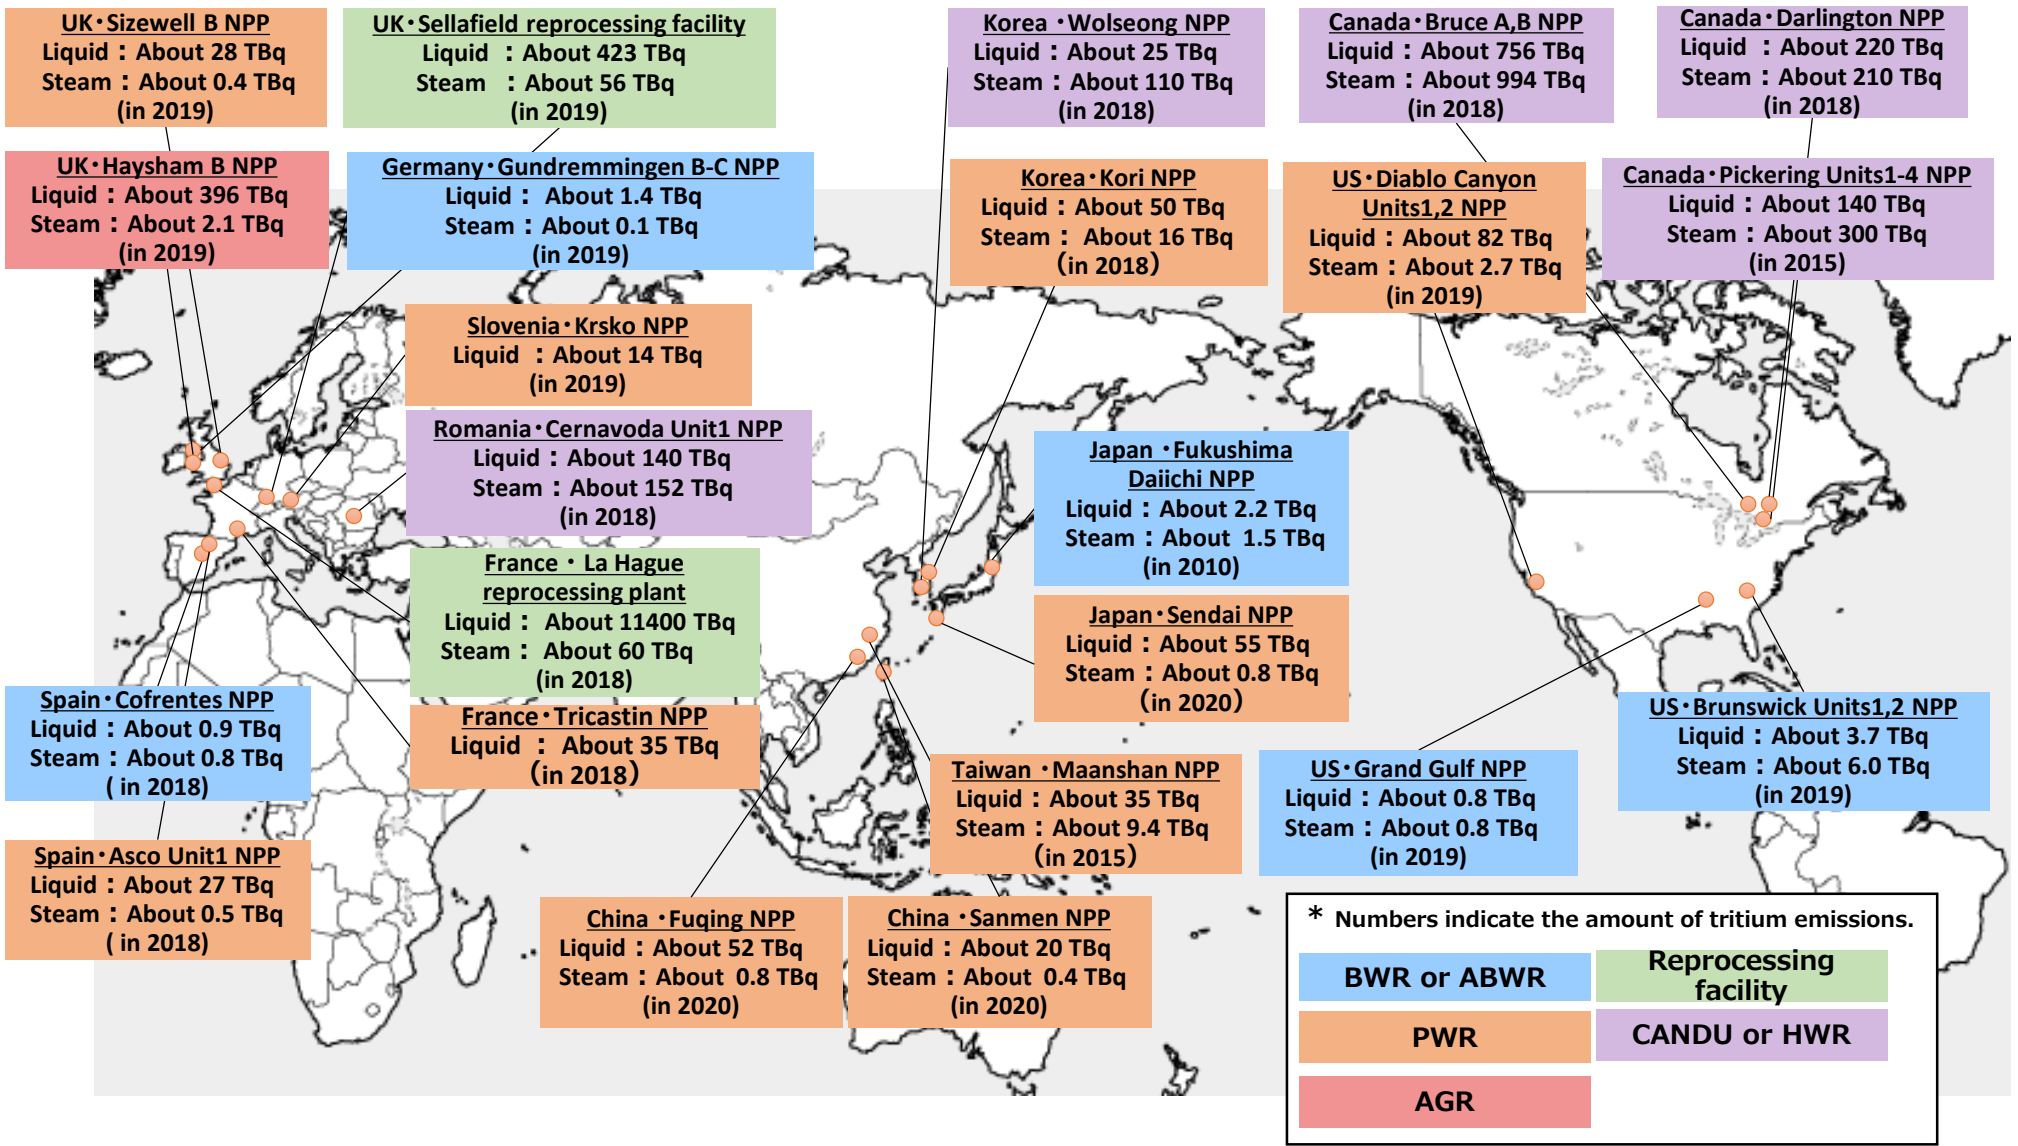 UK・Sizewell B NPP
Liquid：About 28 TBq
Steam：About 0.4 TBq
(in 2019)
UK・Sellafield reprocessing facility
Liquid ：About 423 TBq
Steam ：About 56 TBq
(in 2019)
Korea ・Wolseong NPP
Liquid ：About 25 TBq
Steam ：About 110 TBq
(in 2018)
Canada・Bruce A,B NPP
Liquid：About 756 TBq
Steam：About 994 TBq
(in 2018)
Canada・Darlington NPP
Liquid ：About 220 TBq
Steam：About 210 TBq
(in 2018)
UK・Haysham B NPP
Liquid：About 396 TBq
Steam：About 2.1 TBq
(in 2019)
Germany・Gundremmingen B-C NPP
Liquid： About 1.4 TBq
Steam：About 0.1 TBq
(in 2019)
Korea・Kori NPP
Liquid：About 50 TBq
Steam： About 16 TBq
(in 2018)
US・Diablo Canyon
Units1,2 NPP
Liquid：About 82 TBq
Steam：About 2.7 TBq
(in 2019)
Canada・Pickering Units1-4 NPP
Liquid：About 140 TBq
Steam：About 300 TBq
(in 2015)
Slovenia・Krsko NPP
Liquid ：About 14 TBq
(in 2019)
Romania・Cernavoda Unit1 NPP
Liquid：About 140 TBq
Steam：About 152 TBq
(in 2018)
Japan ・Fukushima
Daiichi NPP
Liquid：About 2.2 TBq
Steam：About 1.5 TBq
(in 2010)
France・ La Hague
reprocessing plant
Liquid： About 11400 TBq
Steam： About 60 TBq
(in 2018)
Japan・Sendai NPP
Liquid：About 55 TBq
Steam：About 0.8 TBq
(in 2020)
Spain・Cofrentes NPP
Liquid：About 0.9 TBq
Steam：About 0.8 TBq
( in 2018)
France・Tricastin NPP
Liquid ： About 35 TBq
(in 2018)
US・Brunswick Units1,2 NPP
Liquid：About 3.7 TBq
Steam：About 6.0 TBq
(in 2019)
Taiwan ・Maanshan NPP
Liquid：About 35 TBq
Steam：About 9.4 TBq
(in 2015)
US・Grand Gulf NPP
Liquid：About 0.8 TBq
Steam：About 0.8 TBq
(in 2019)
Spain・Asco Unit1 NPP
Liquid：About 27 TBq
Steam：About 0.5 TBq
( in 2018)
China ・Fuqing NPP
Liquid：About 52 TBq
Steam：About 0.8 TBq
(in 2020)
China ・Sanmen NPP
Liquid：About 20 TBq
Steam：About 0.4 TBq
(in 2020)
* Numbers indicate the amount of tritium emissions.
BWR or ABWR
Reprocessing
facility
PWR
CANDU or HWR
AGR